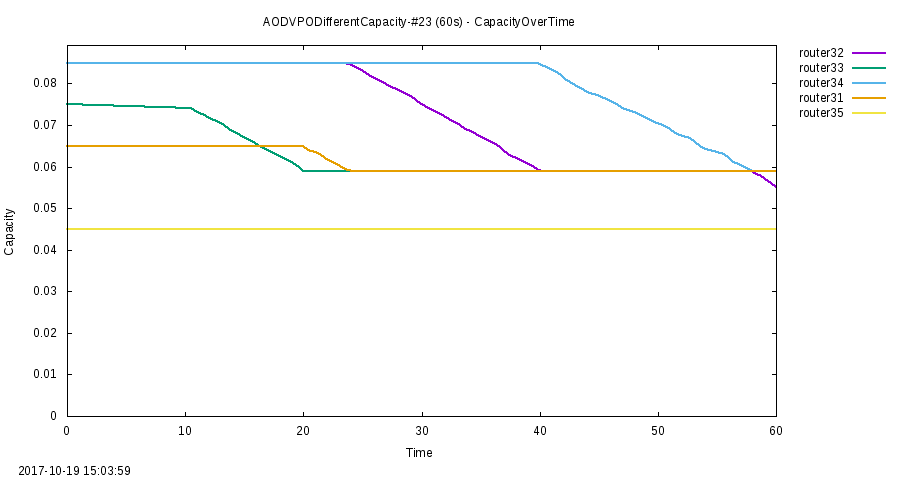 AODVPODifferentCapacity-#23 (60s) - CapacityOverTime
router32
router33
router34
router31
router35
0.08
0.07
0.06
0.05
0.04
0.03
0.02
0.01
0
Capacity
0 10 20 30 40 50 60
Time
2017-10-19 15:03:59